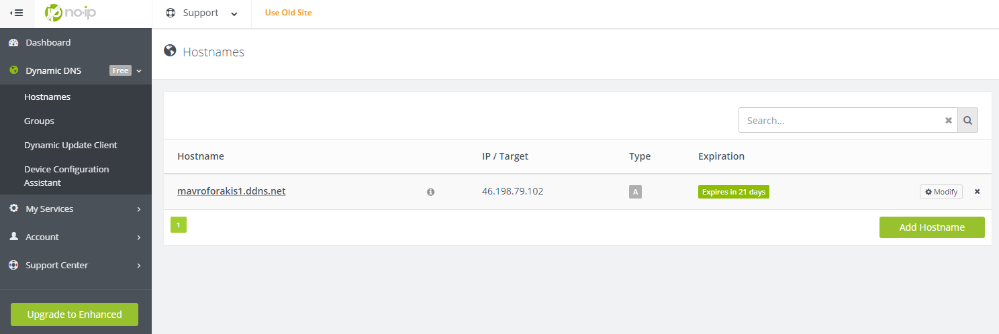 no-ip
Support
Use Old Site
Dashboard
Dynamic DNS Free
Hostnames
Groups
Dynamic Update Client
Device Configuration
Assistant
My Services
Account
Support Center
Upgrade to Enhanced
Hostnames
Search...
Hostname IP / Target Type Expiration
mavroforakis1.ddns.net 46.198.79.102 A Expires in 21 days Modify
1
Add Hostname